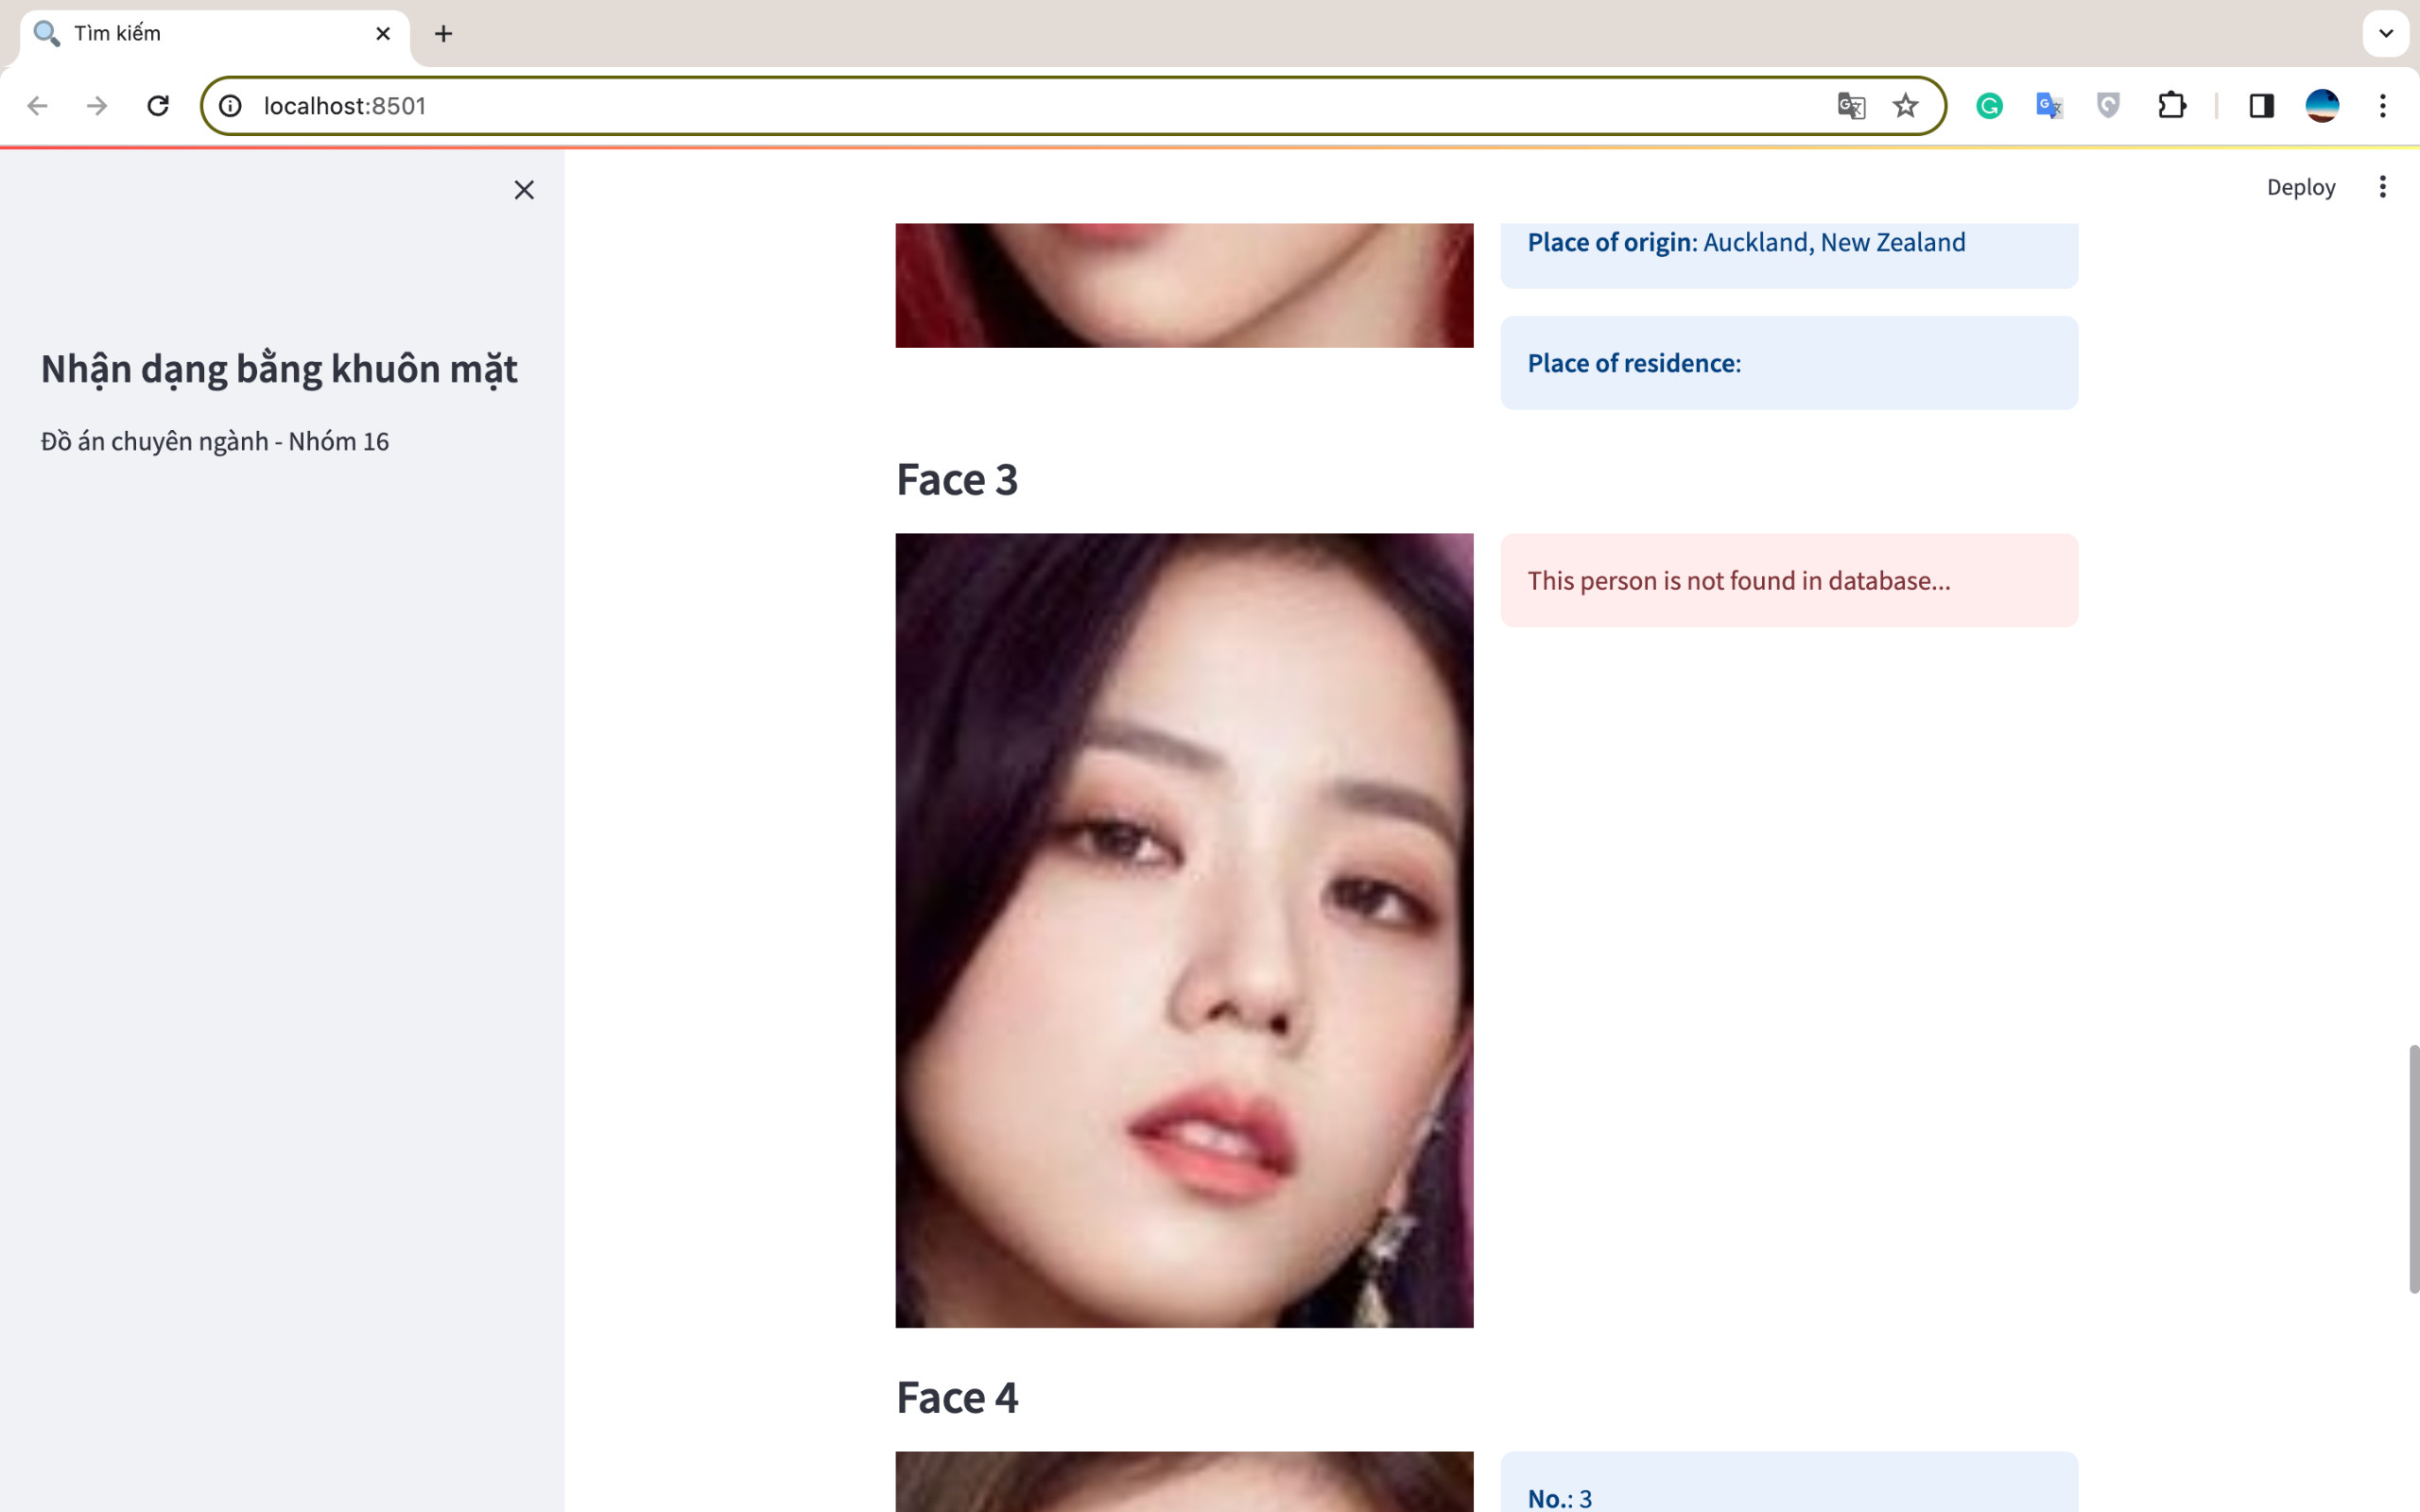 Tìm kiếm
localhost:8501
Deploy
Nhận dạng bằng khuôn mặt
Đồ án chuyên ngành - Nhóm 16
Place of origin: Auckland, New Zealand
Place of residence:
Face 3
This person is not found in database...
Face 4
No.: 3